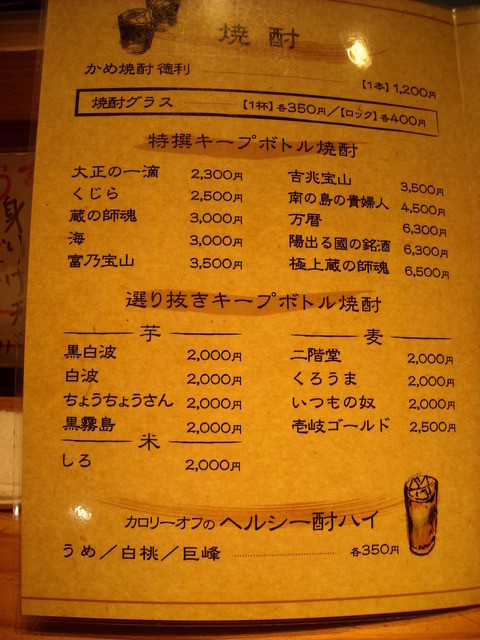 焼酎
かめ焼酎徳利 【1本】1,200円
焼酎グラス 【1杯】各350円／【ロック】各400円
特撰キープボトル焼酎
大正の一滴 2,300円
くじら 2,500円
蔵の師魂 3,000円
海 3,000円
富乃宝山 3,500円
吉兆宝山 3,500円
南の島の貴婦人 4,500円
万暦 6,300円
陽出る國の銘酒 6,300円
極上蔵の師魂 6,500円
選り抜きキープボトル焼酎
芋
黒白波 2,000円
白波 2,000円
ちょうちょうさん 2,000円
黒霧島 2,000円
米
しろ 2,000円
麦
二階堂 2,000円
くろうま 2,000円
いつもの奴 2,000円
壱岐ゴールド 2,500円
カロリーオフのヘルシー酎ハイ
うめ／白桃／巨峰 各350円